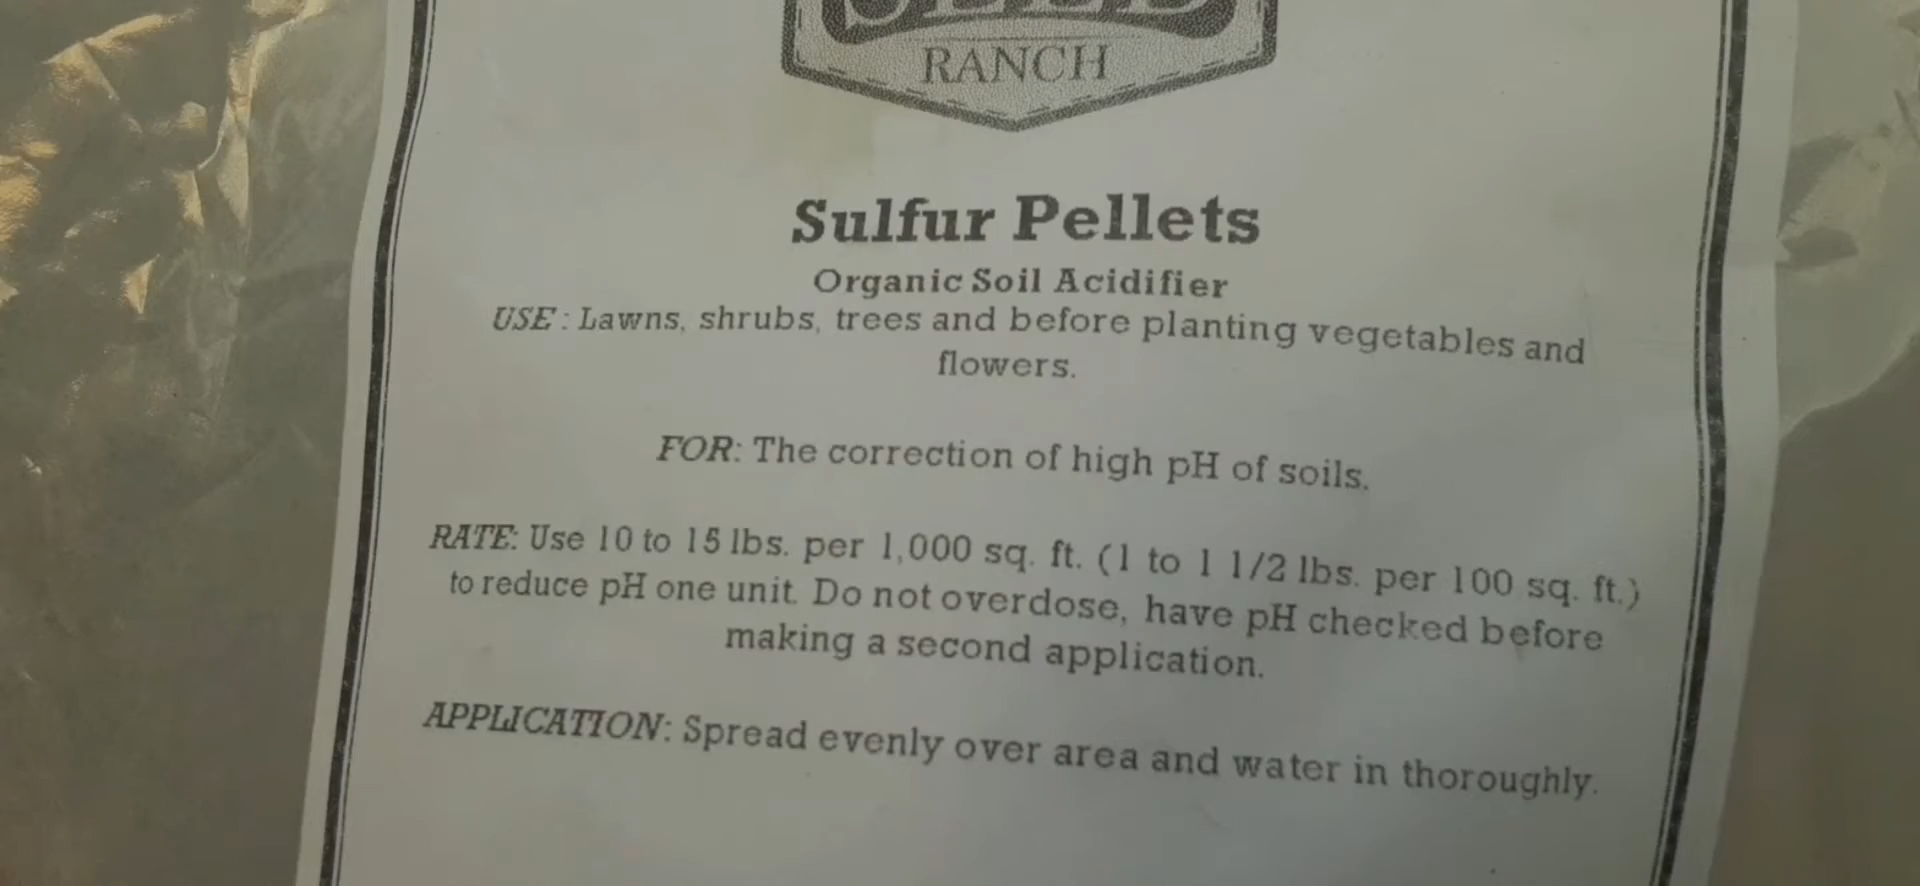 RANCH
Sulfur Pellets
Organic Soil Acidifier
USE: Lawns, shrubs, trees and before planting vegetables and
flowers.
FOR: The correction of high pH of soils.
RATE: Use 10 to 15 lbs. per 1,000 sq. ft. (1 to 1 1/2 lbs. per 100 sq. ft.)
to reduce pH one unit. Do not overdose, have pH checked before
making a second application.
APPLICATION: Spread evenly over area and water in thoroughly.